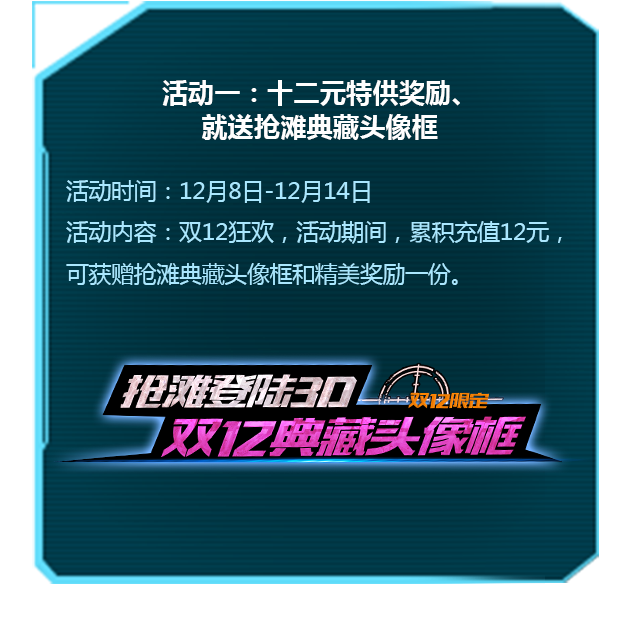 活动一：十二元特供奖励、
就送抢滩典藏头像框
活动时间：12月8日-12月14日
活动内容：双12狂欢，活动期间，累积充值12元，
可获赠抢滩典藏头像框和精美奖励一份。
抢滩登陆3D
双12限定
双12典藏头像框